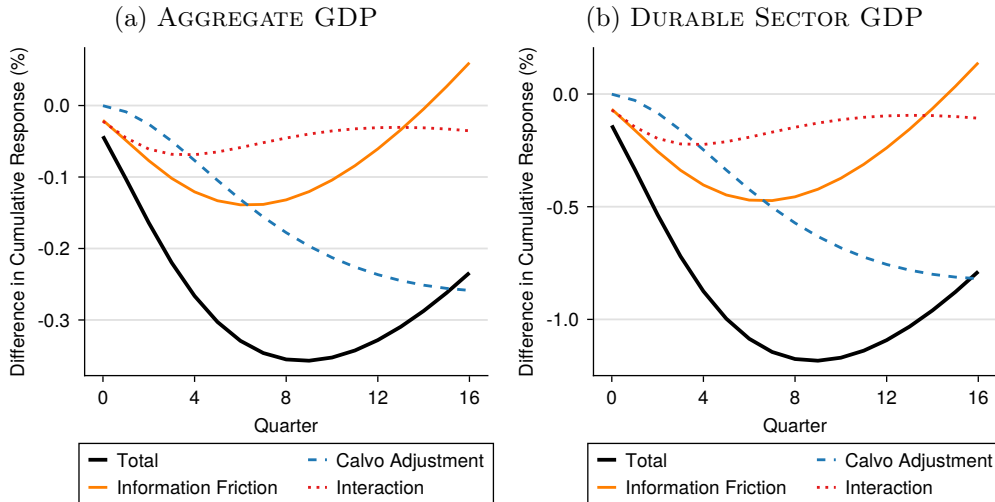 (a) AGGREGATE GDP
Difference in Cumulative Response (%)
0.0
-0.1
-0.2
-0.3
0 4 8 12 16
Quarter
Total
Calvo Adjustment
Information Friction
Interaction
(b) DURABLE SECTOR GDP
Difference in Cumulative Response (%)
0.0
-0.5
-1.0
0 4 8 12 16
Quarter
Total
Calvo Adjustment
Information Friction
Interaction